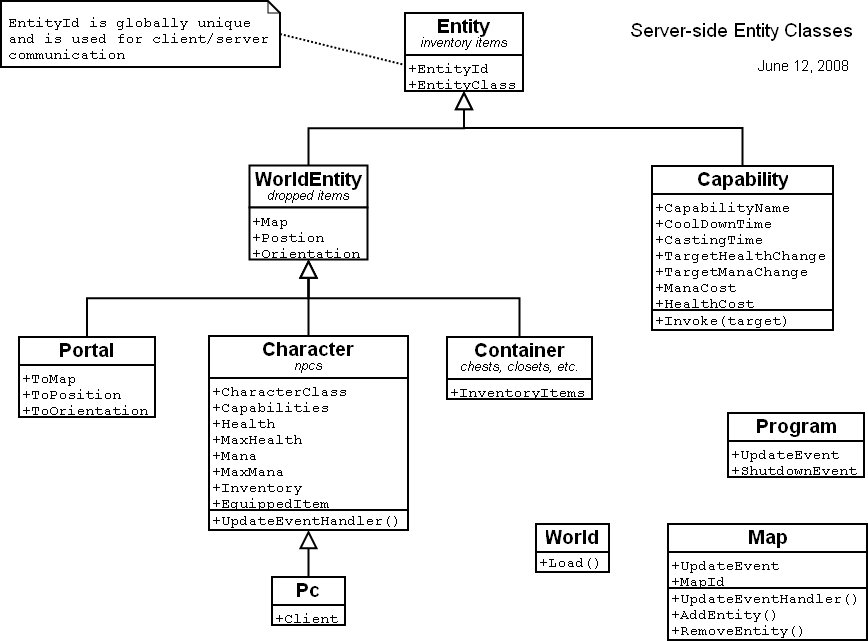 EntityId is globally unique
and is used for client/server
communication
Entity
inventory items
+EntityId
+EntityClass
Server-side Entity Classes
June 12, 2008
WorldEntity
dropped items
+Map
+Postion
+Orientation
Capability
+CapabilityName
+CoolDownTime
+CastingTime
+TargetHealthChange
+TargetManaChange
+ManaCost
+HealthCost
+Invoke(target)
Portal
+ToMap
+ToPosition
+ToOrientation
Character
npcs
+CharacterClass
+Capabilities
+Health
+MaxHealth
+Mana
+MaxMana
+Inventory
+EquippedItem
+UpdateEventHandler()
Container
chests, closets, etc.
+InventoryItems
Program
+UpdateEvent
+ShutdownEvent
World
+Load()
Map
+UpdateEvent
+MapId
+UpdateEventHandler()
+AddEntity()
+RemoveEntity()
Pc
+Client